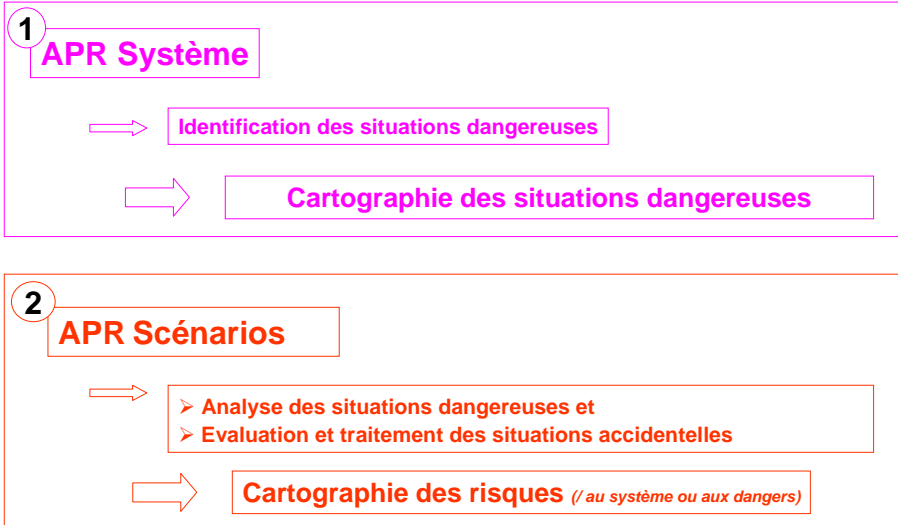 1
APR Système
Identification des situations dangereuses
Cartographie des situations dangereuses
2
APR Scénarios
➢ Analyse des situations dangereuses et
➢ Evaluation et traitement des situations accidentelles
Cartographie des risques (/ au système ou aux dangers)